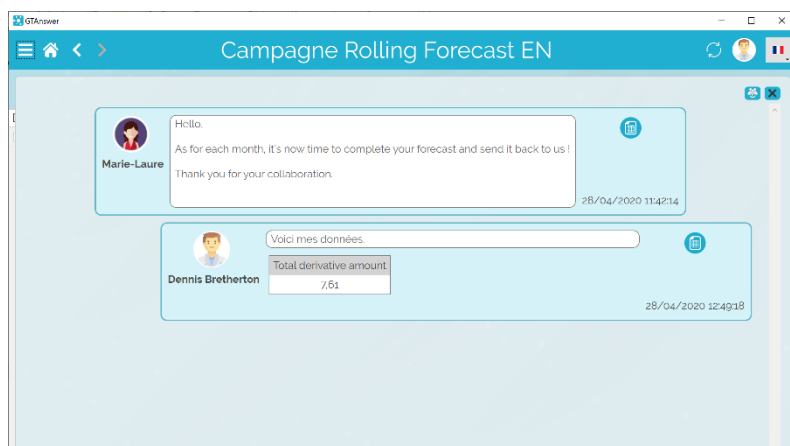 GTAnswer
Campagne Rolling Forecast EN
Hello,
As for each month, it's now time to complete your forecast and send it back to us !
Thank you for your collaboration.
Marie-Laure
28/04/2020 11:42:14
Voici mes données.
Total derivative amount
7,61
Dennis Bretherton
28/04/2020 12:49:18